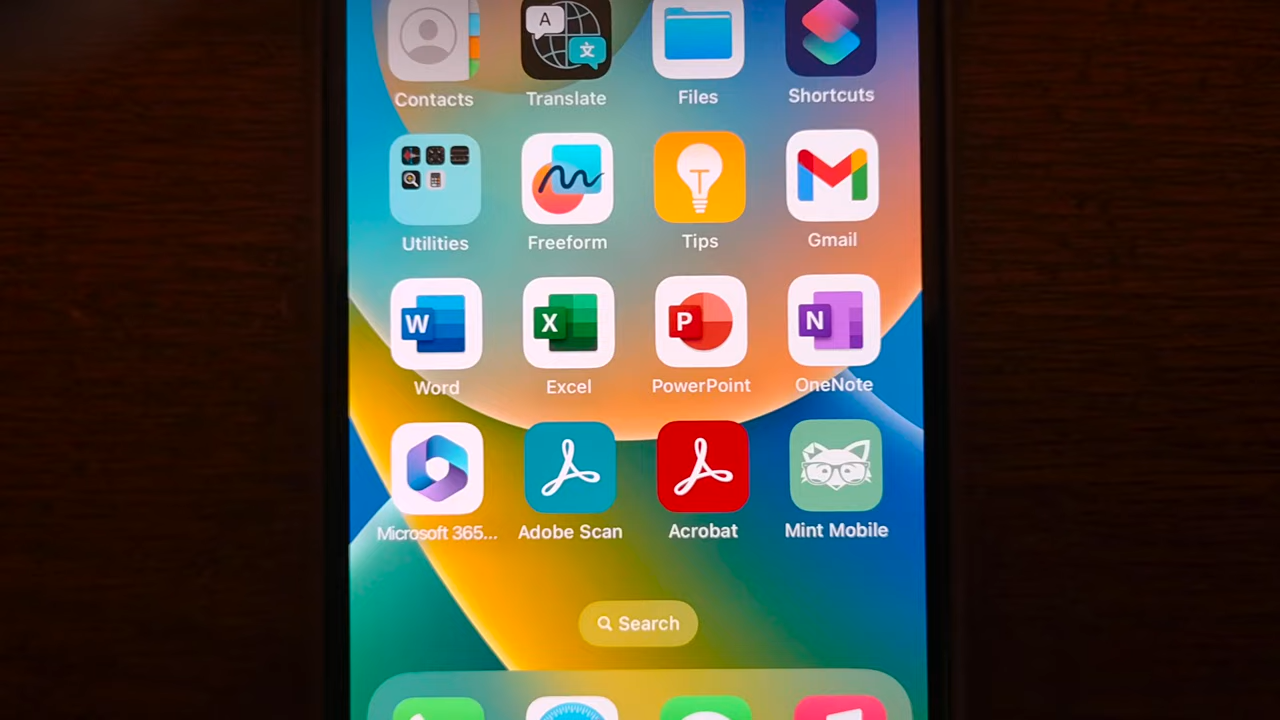 A
文
Contacts
Translate
Files
Shortcuts
T
Utilities
Freeform
Tips
Gmail
W
X
P
N
Word
Excel
PowerPoint
OneNote
Microsoft 365...
Adobe Scan
Acrobat
Mint Mobile
Search